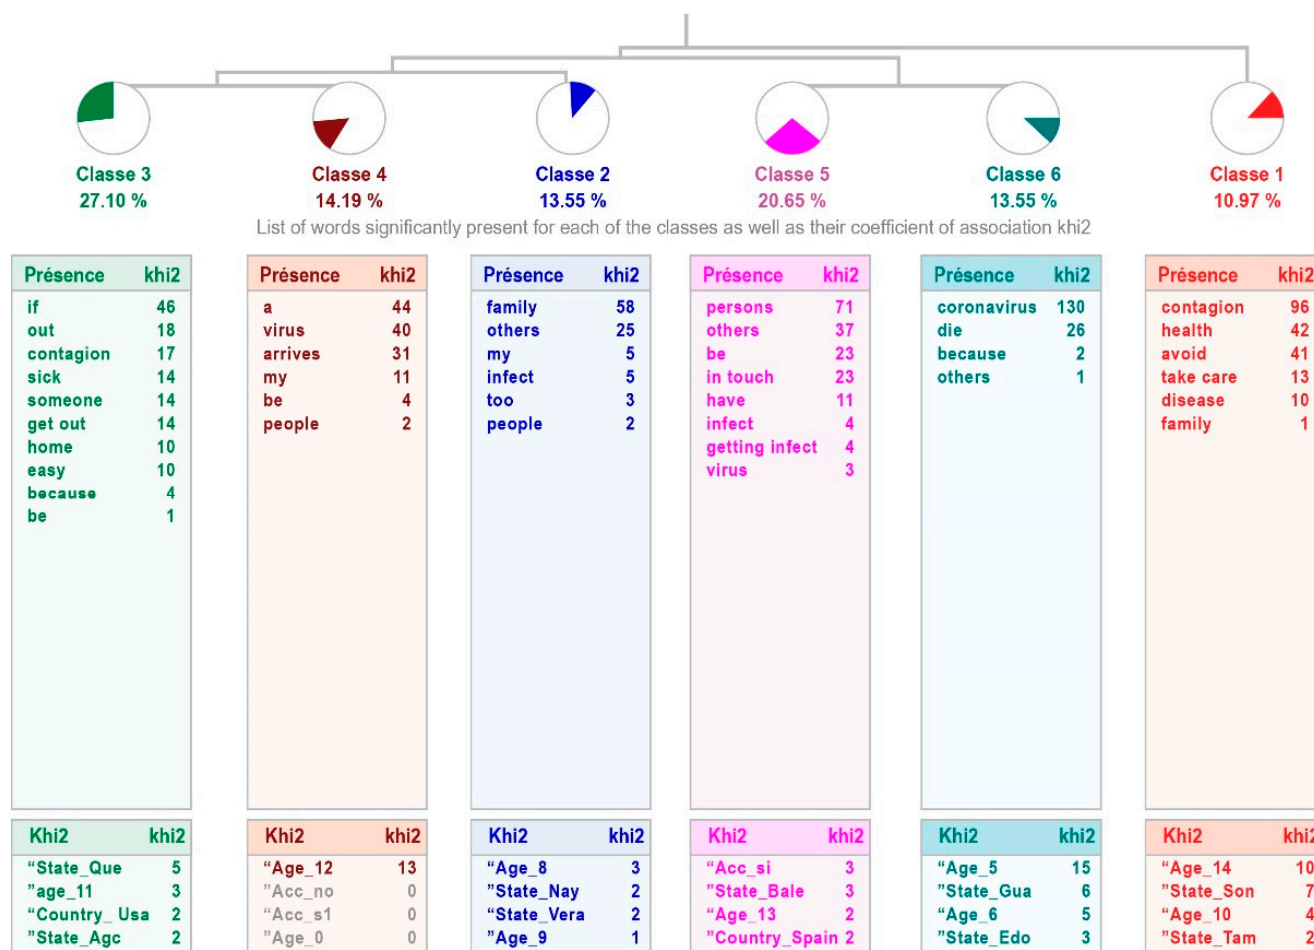 Classe 3
27.10 %
Classe 4
14.19 %
Classe 2
13.55 %
Classe 5
20.65 %
Classe 6
13.55 %
Classe 1
10.97 %
List of words significantly present for each of the classes as well as their coefficient of association khi2
Présence khi2
if 46
out 18
contagion 17
sick 14
someone 14
get out 14
home 10
easy 10
because 4
be 1
Présence khi2
a 44
virus 40
arrives 31
my 11
be 4
people 2
Présence khi2
family 58
others 25
my 5
infect 5
too 3
people 2
Présence khi2
persons 71
others 37
be 23
in touch 23
have 11
infect 4
getting infect 4
virus 3
Présence khi2
coronavirus 130
die 26
because 2
others 1
Présence khi2
contagion 96
health 42
avoid 41
take care 13
disease 10
family 1
Khi2 khi2
“State_Que 5
”age_11 3
“Country_ Usa 2
”State_Agc 2
Khi2 khi2
“Age_12 13
”Acc_no 0
“Acc_s1 0
”Age_0 0
Khi2 khi2
“Age_8 3
”State_Nay 2
“State_Vera 2
”Age_9 1
Khi2 khi2
“Acc_si 3
”State_Bale 3
“Age_13 2
”Country_Spain 2
Khi2 khi2
“Age_5 15
”State_Gua 6
“Age_6 5
”State_Edo 3
Khi2 khi2
“Age_14 10
”State_Son 7
“Age_10 4
”State_Tam 2